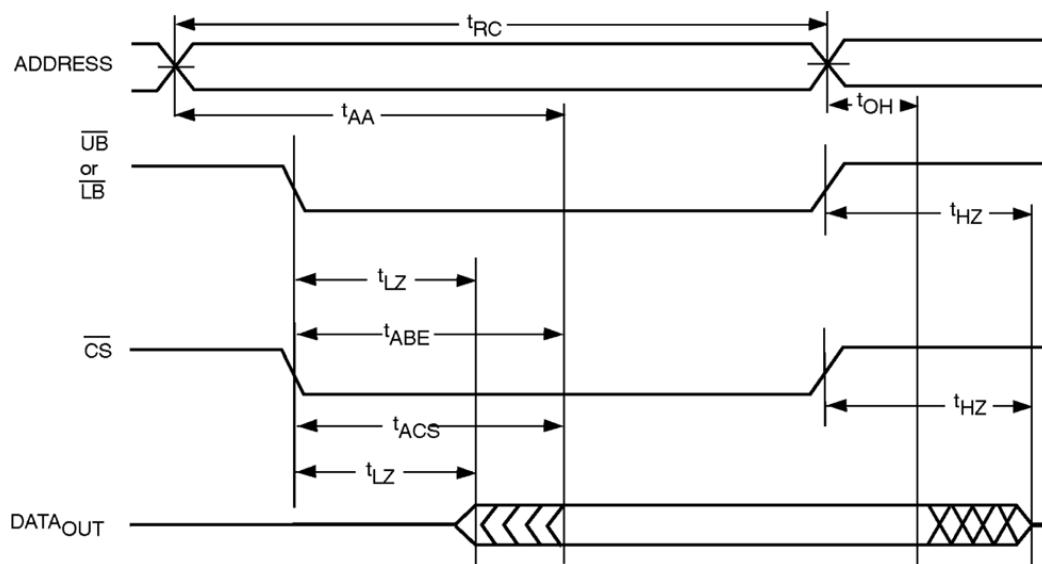 tRC
ADDRESS
tAA
tOH
UB
or
LB
tHZ
tLZ
tABE
CS
tHZ
tACS
tLZ
DATAOUT